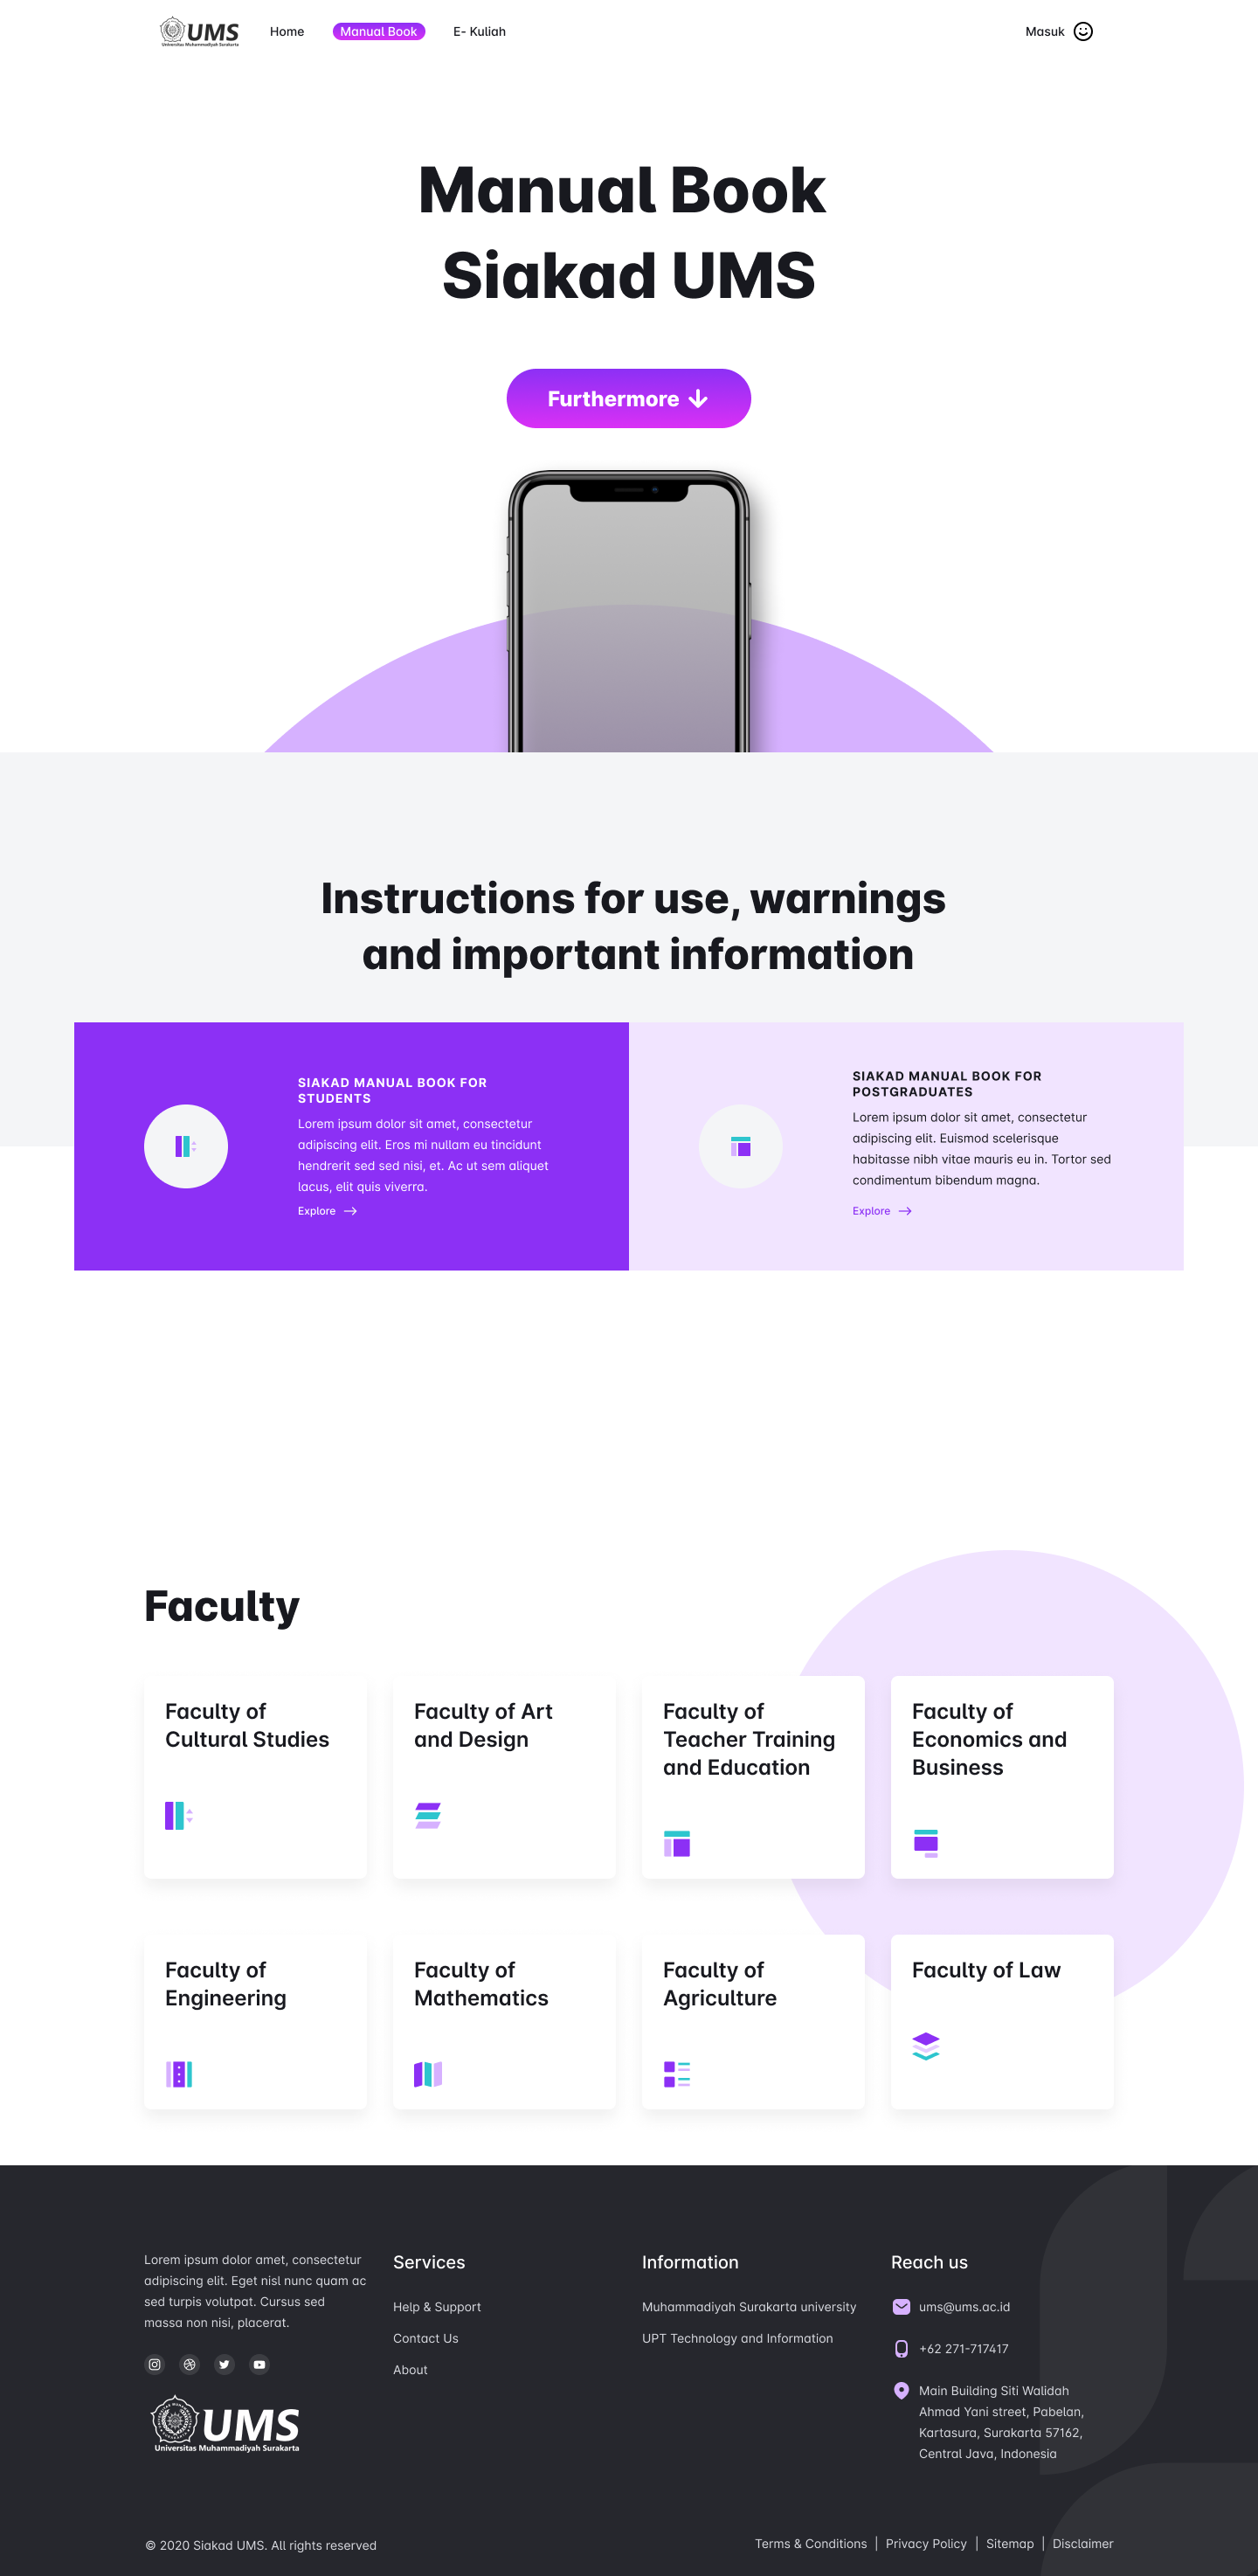 UMS
Universitas Muhammadiyah Surakarta
Home
Manual Book
E- Kuliah
Masuk
Manual Book
Siakad UMS
Furthermore
Instructions for use, warnings
and important information
SIAKAD MANUAL BOOK FOR
STUDENTS
Lorem ipsum dolor sit amet, consectetur
adipiscing elit. Eros mi nullam eu tincidunt
hendrerit sed sed nisi, et. Ac ut sem aliquet
lacus, elit quis viverra.
Explore
SIAKAD MANUAL BOOK FOR
POSTGRADUATES
Lorem ipsum dolor sit amet, consectetur
adipiscing elit. Euismod scelerisque
habitasse nibh vitae mauris eu in. Tortor sed
condimentum bibendum magna.
Explore
Faculty
Faculty of
Cultural Studies
Faculty of Art
and Design
Faculty of
Teacher Training
and Education
Faculty of
Economics and
Business
Faculty of
Engineering
Faculty of
Mathematics
Faculty of
Agriculture
Faculty of Law
Lorem ipsum dolor amet, consectetur
adipiscing elit. Eget nisl nunc quam ac
sed turpis volutpat. Cursus sed
massa non nisi, placerat.
UMS
Universitas Muhammadiyah Surakarta
Services
Help & Support
Contact Us
About
Information
Muhammadiyah Surakarta university
UPT Technology and Information
Reach us
ums@ums.ac.id
+62 271-717417
Main Building Siti Walidah
Ahmad Yani street, Pabelan,
Kartasura, Surakarta 57162,
Central Java, Indonesia
© 2020 Siakad UMS. All rights reserved
Terms & Conditions | Privacy Policy | Sitemap | Disclaimer